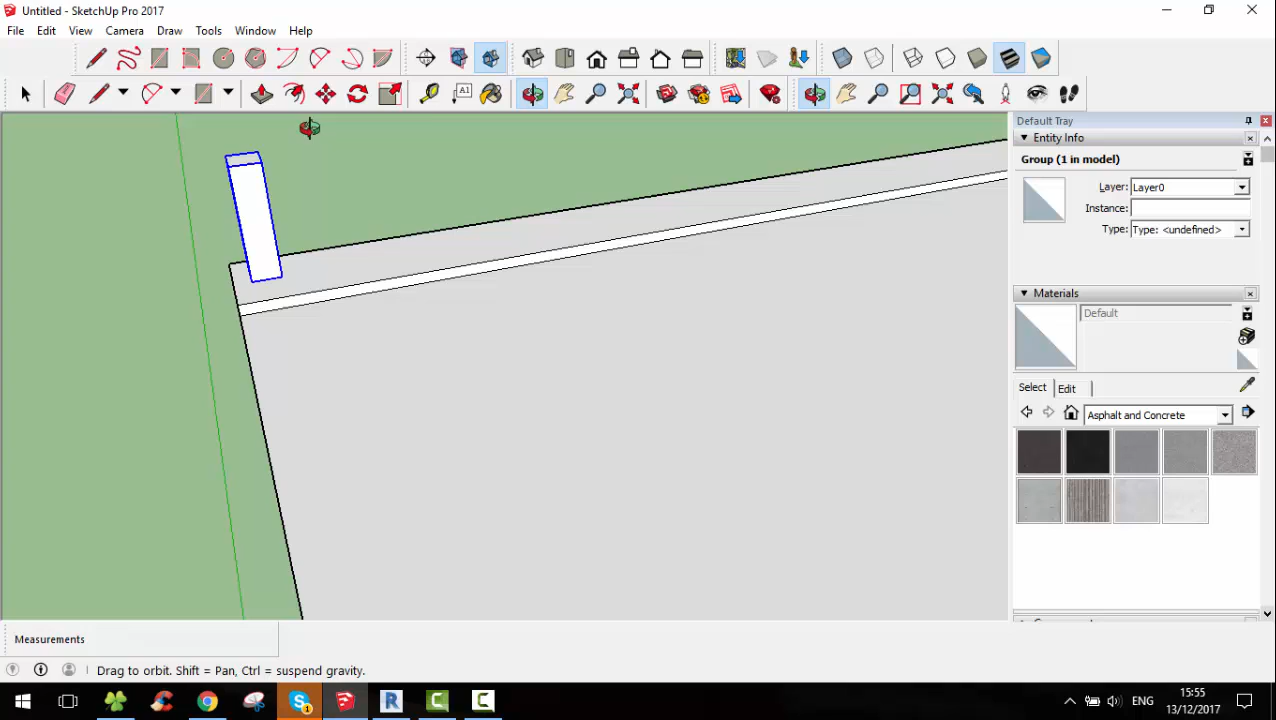 Untitled - SketchUp Pro 2017
File Edit View Camera Draw Tools Window Help
A1
Default Tray
Entity Info
Group (1 in model)
Layer: Layer0
Instance:
Type: Type: <undefined>
Materials
Default
Select Edit
Asphalt and Concrete
Measurements
Drag to orbit. Shift = Pan, Ctrl = suspend gravity.
ENG
15:55
13/12/2017